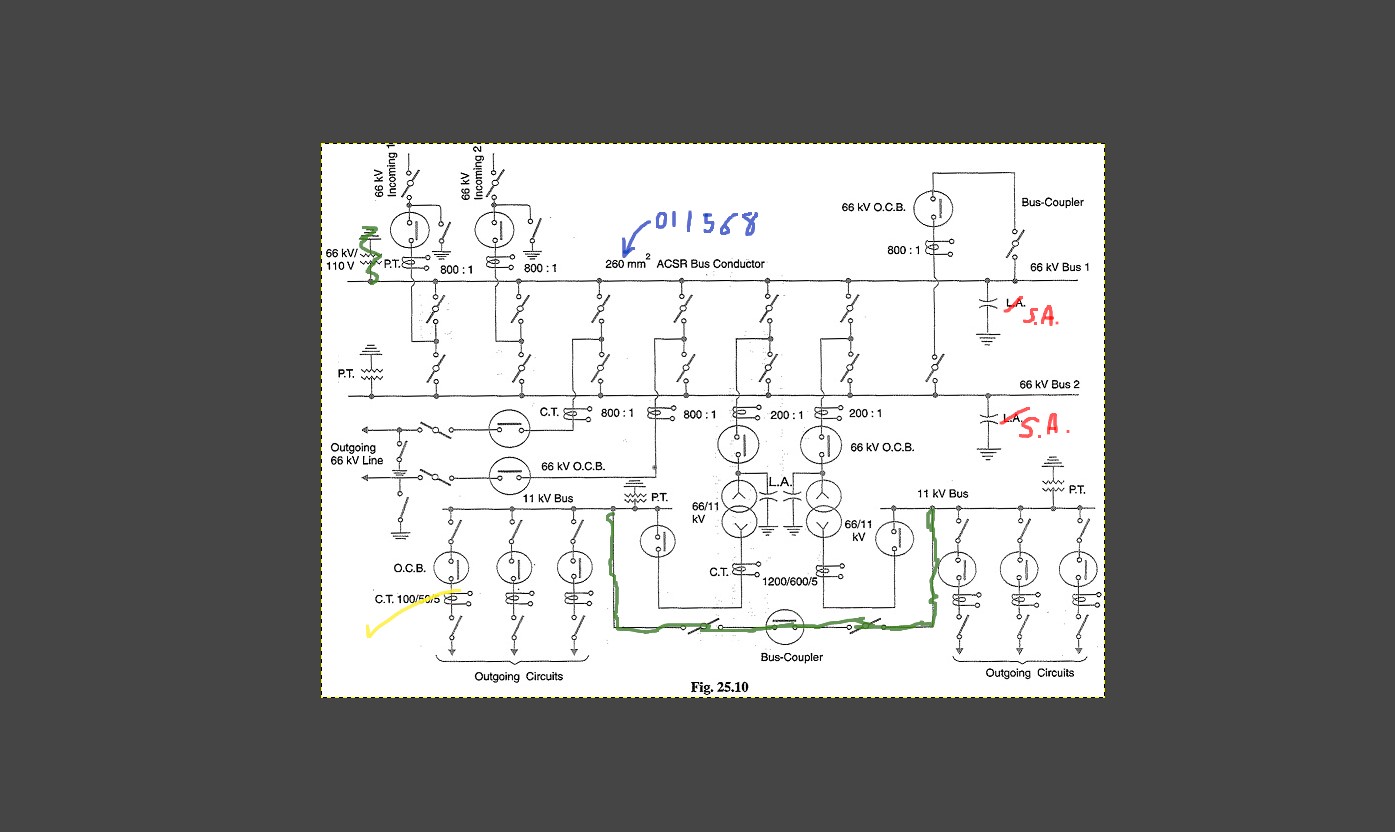 66 kV
Incoming 1
66 kV
Incoming 2
66 kV O.C.B.
Bus-Coupler
011568
66 kV/
110 V
P.T.
800 : 1
800 : 1
260 mm2 ACSR Bus Conductor
800 : 1
66 kV Bus 1
L.A.
S.A.
P.T.
66 kV Bus 2
C.T.
800 : 1
800 : 1
200 : 1
200 : 1
L.A.
S.A.
Outgoing
66 kV Line
66 kV O.C.B.
66 kV O.C.B.
L.A.
11 kV Bus
P.T.
66/11
kV
66/11
kV
11 kV Bus
P.T.
O.C.B.
C.T.
1200/600/5
C.T. 100/50/5
Bus-Coupler
Outgoing Circuits
Outgoing Circuits
Fig. 25.10